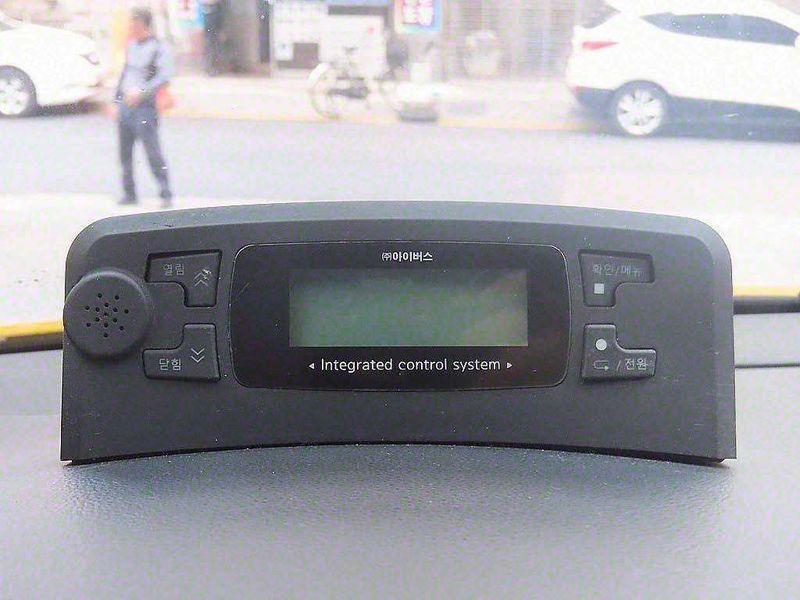 ㈜아이버스
열림
확인/메뉴
◂ Integrated control system ▸
닫힘
/전원